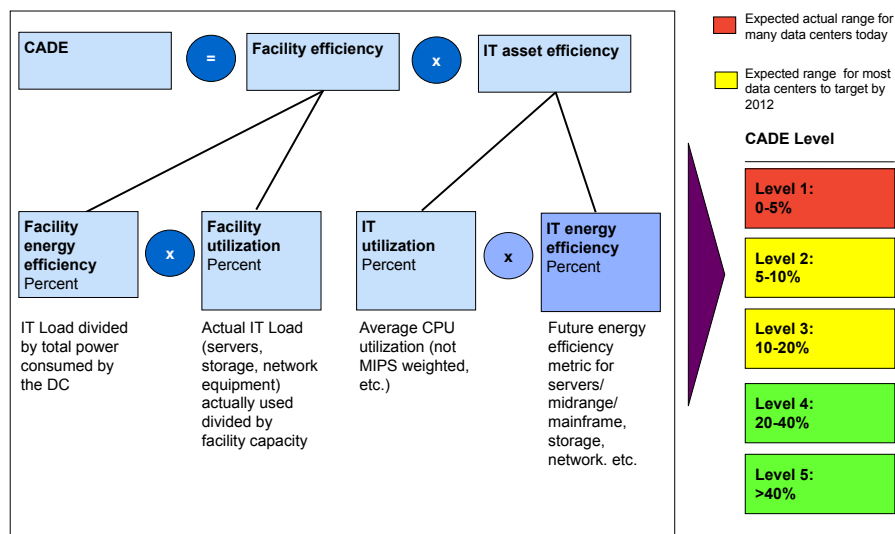 CADE
=
Facility efficiency
x
IT asset efficiency
Facility
energy
efficiency
Percent
x
Facility
utilization
Percent
IT
utilization
Percent
x
IT energy
efficiency
Percent
IT Load divided
by total power
consumed by
the DC
Actual IT Load
(servers,
storage, network
equipment)
actually used
divided by
facility capacity
Average CPU
utilization (not
MIPS weighted,
etc.)
Future energy
efficiency
metric for
servers/
midrange/
mainframe,
storage,
network. etc.
Expected actual range for
many data centers today
Expected range for most
data centers to target by
2012
CADE Level
Level 1:
0-5%
Level 2:
5-10%
Level 3:
10-20%
Level 4:
20-40%
Level 5:
>40%